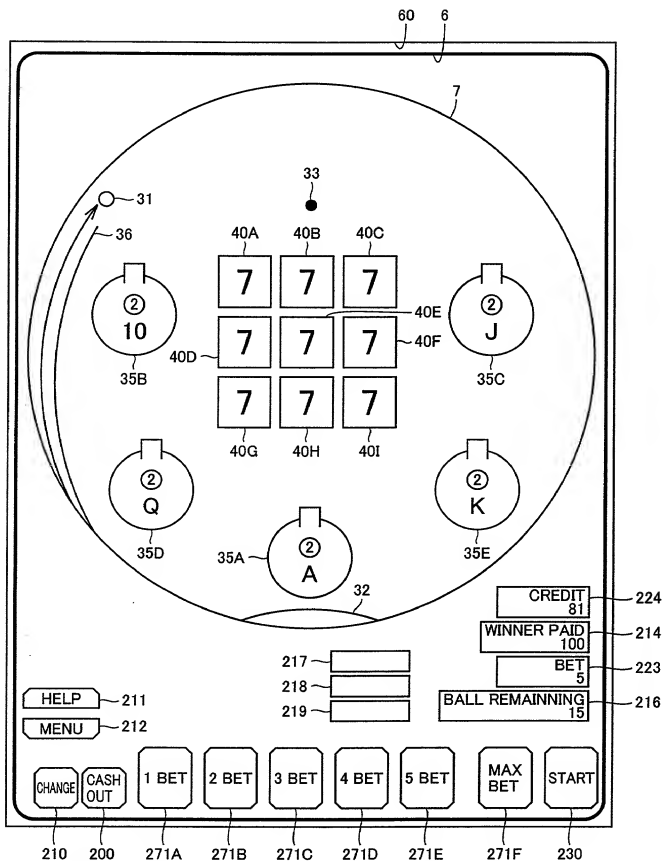 60 6
7
33
31
36
40A 40B 40C
7 7 7
40E
2 2
10 J
7 7 7
40D 40F
35B 35C
7 7 7
40G 40H 40I
2 2
Q K
35D 35E
35A
2
A
32
CREDIT
81
224
WINNER PAID
100
214
217
BET
5
223
218
BALL REMAINNING
15
216
219
HELP 211
MENU 212
CHANGE
CASH
OUT
1 BET 2 BET 3 BET 4 BET 5 BET
MAX
BET
START
210 200 271A 271B 271C 271D 271E 271F 230